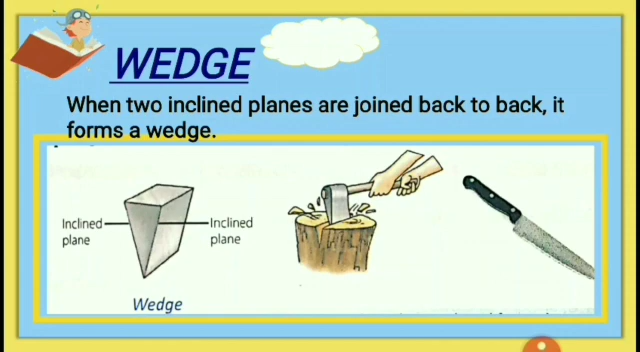 WEDGE
When two inclined planes are joined back to back, it
forms a wedge.
Inclined plane
Inclined plane
Wedge